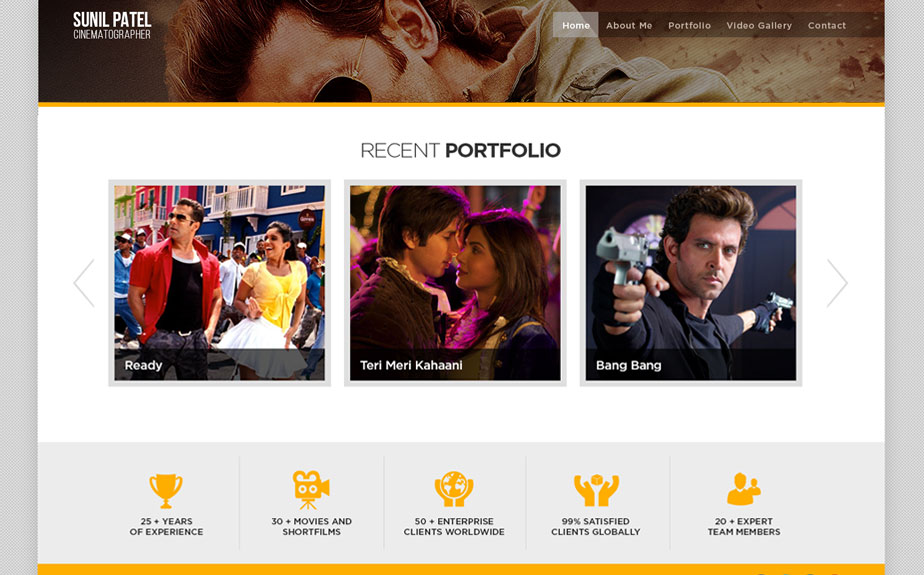 SUNIL PATEL
CINEMATOGRAPHER
Home About Me Portfolio Video Gallery Contact
RECENT PORTFOLIO
Ready
Teri Meri Kahaani
Bang Bang
25 + YEARS
OF EXPERIENCE
30 + MOVIES AND
SHORTFILMS
50 + ENTERPRISE
CLIENTS WORLDWIDE
99% SATISFIED
CLIENTS GLOBALLY
20 + EXPERT
TEAM MEMBERS